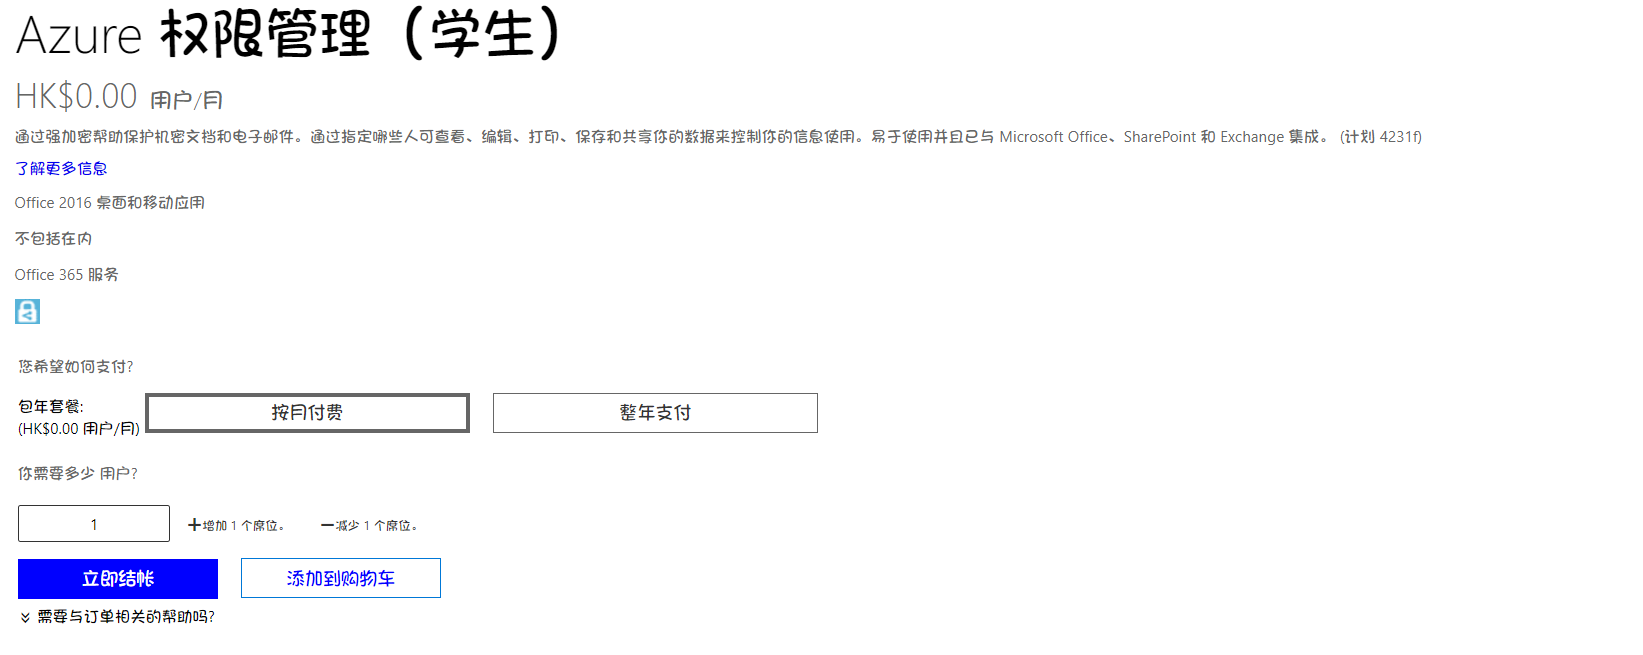 Azure 权限管理（学生）
HK$0.00 用户/月
通过强加密帮助保护机密文档和电子邮件。通过指定哪些人可查看、编辑、打印、保存和共享你的数据来控制你的信息使用。易于使用并且已与 Microsoft Office、SharePoint 和 Exchange 集成。 (计划 4231f)
了解更多信息
Office 2016 桌面和移动应用
不包括在内
Office 365 服务
您希望如何支付?
包年套餐:
(HK$0.00 用户/月)
按月付费
整年支付
你需要多少 用户?
1
增加 1 个席位。
减少 1 个席位。
立即结帐
添加到购物车
需要与订单相关的帮助吗?